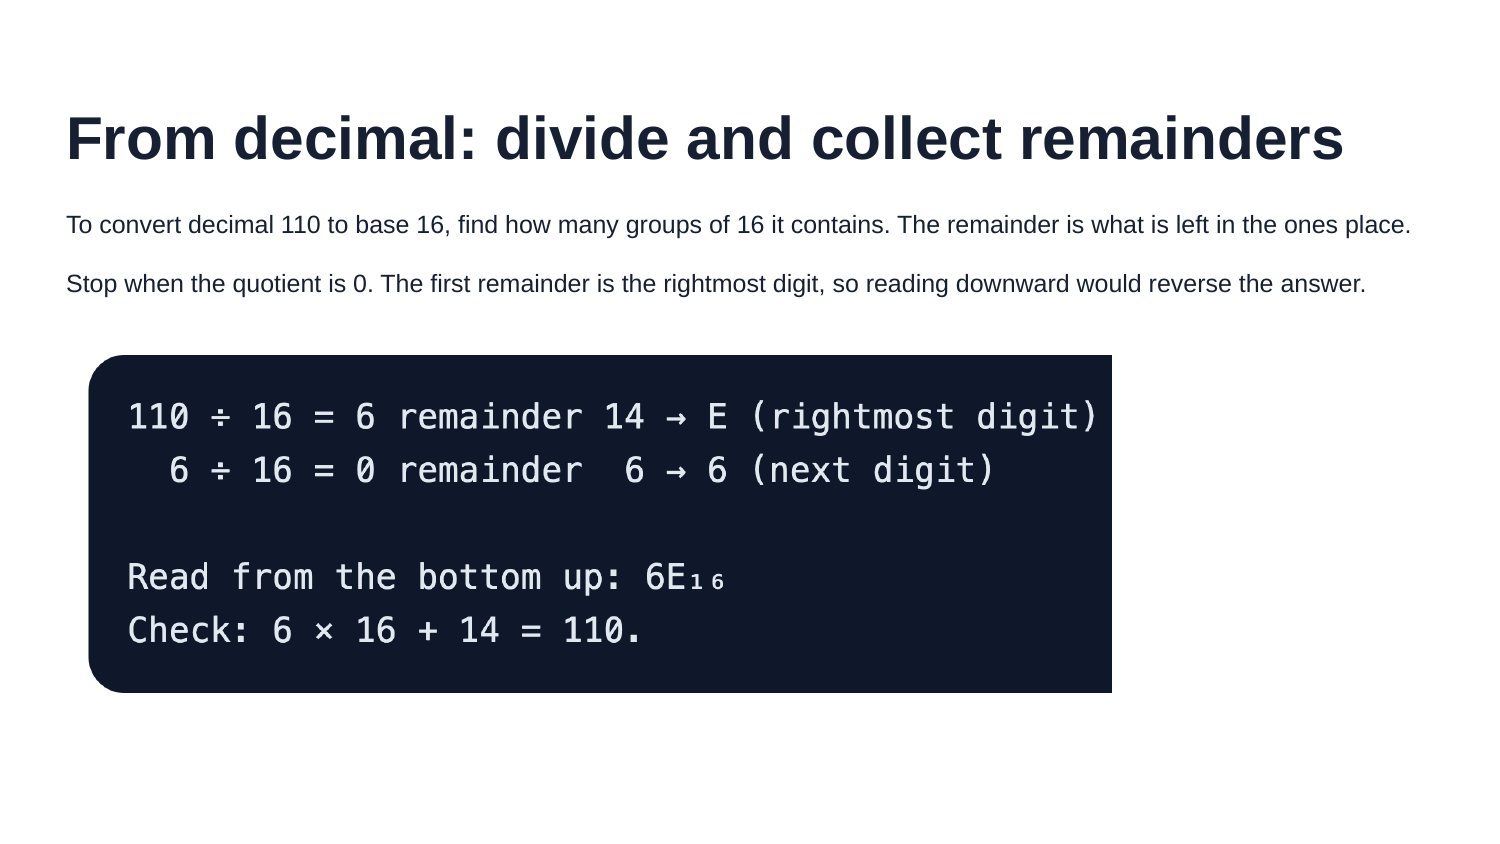 From decimal: divide and collect remainders
To convert decimal 110 to base 16, find how many groups of 16 it contains. The remainder is what is left in the ones place.
Stop when the quotient is 0. The first remainder is the rightmost digit, so reading downward would reverse the answer.
110 ÷ 16 = 6 remainder 14 → E (rightmost digit)
  6 ÷ 16 = 0 remainder  6 → 6 (next digit)
Read from the bottom up: 6E₁₆
Check: 6 × 16 + 14 = 110.